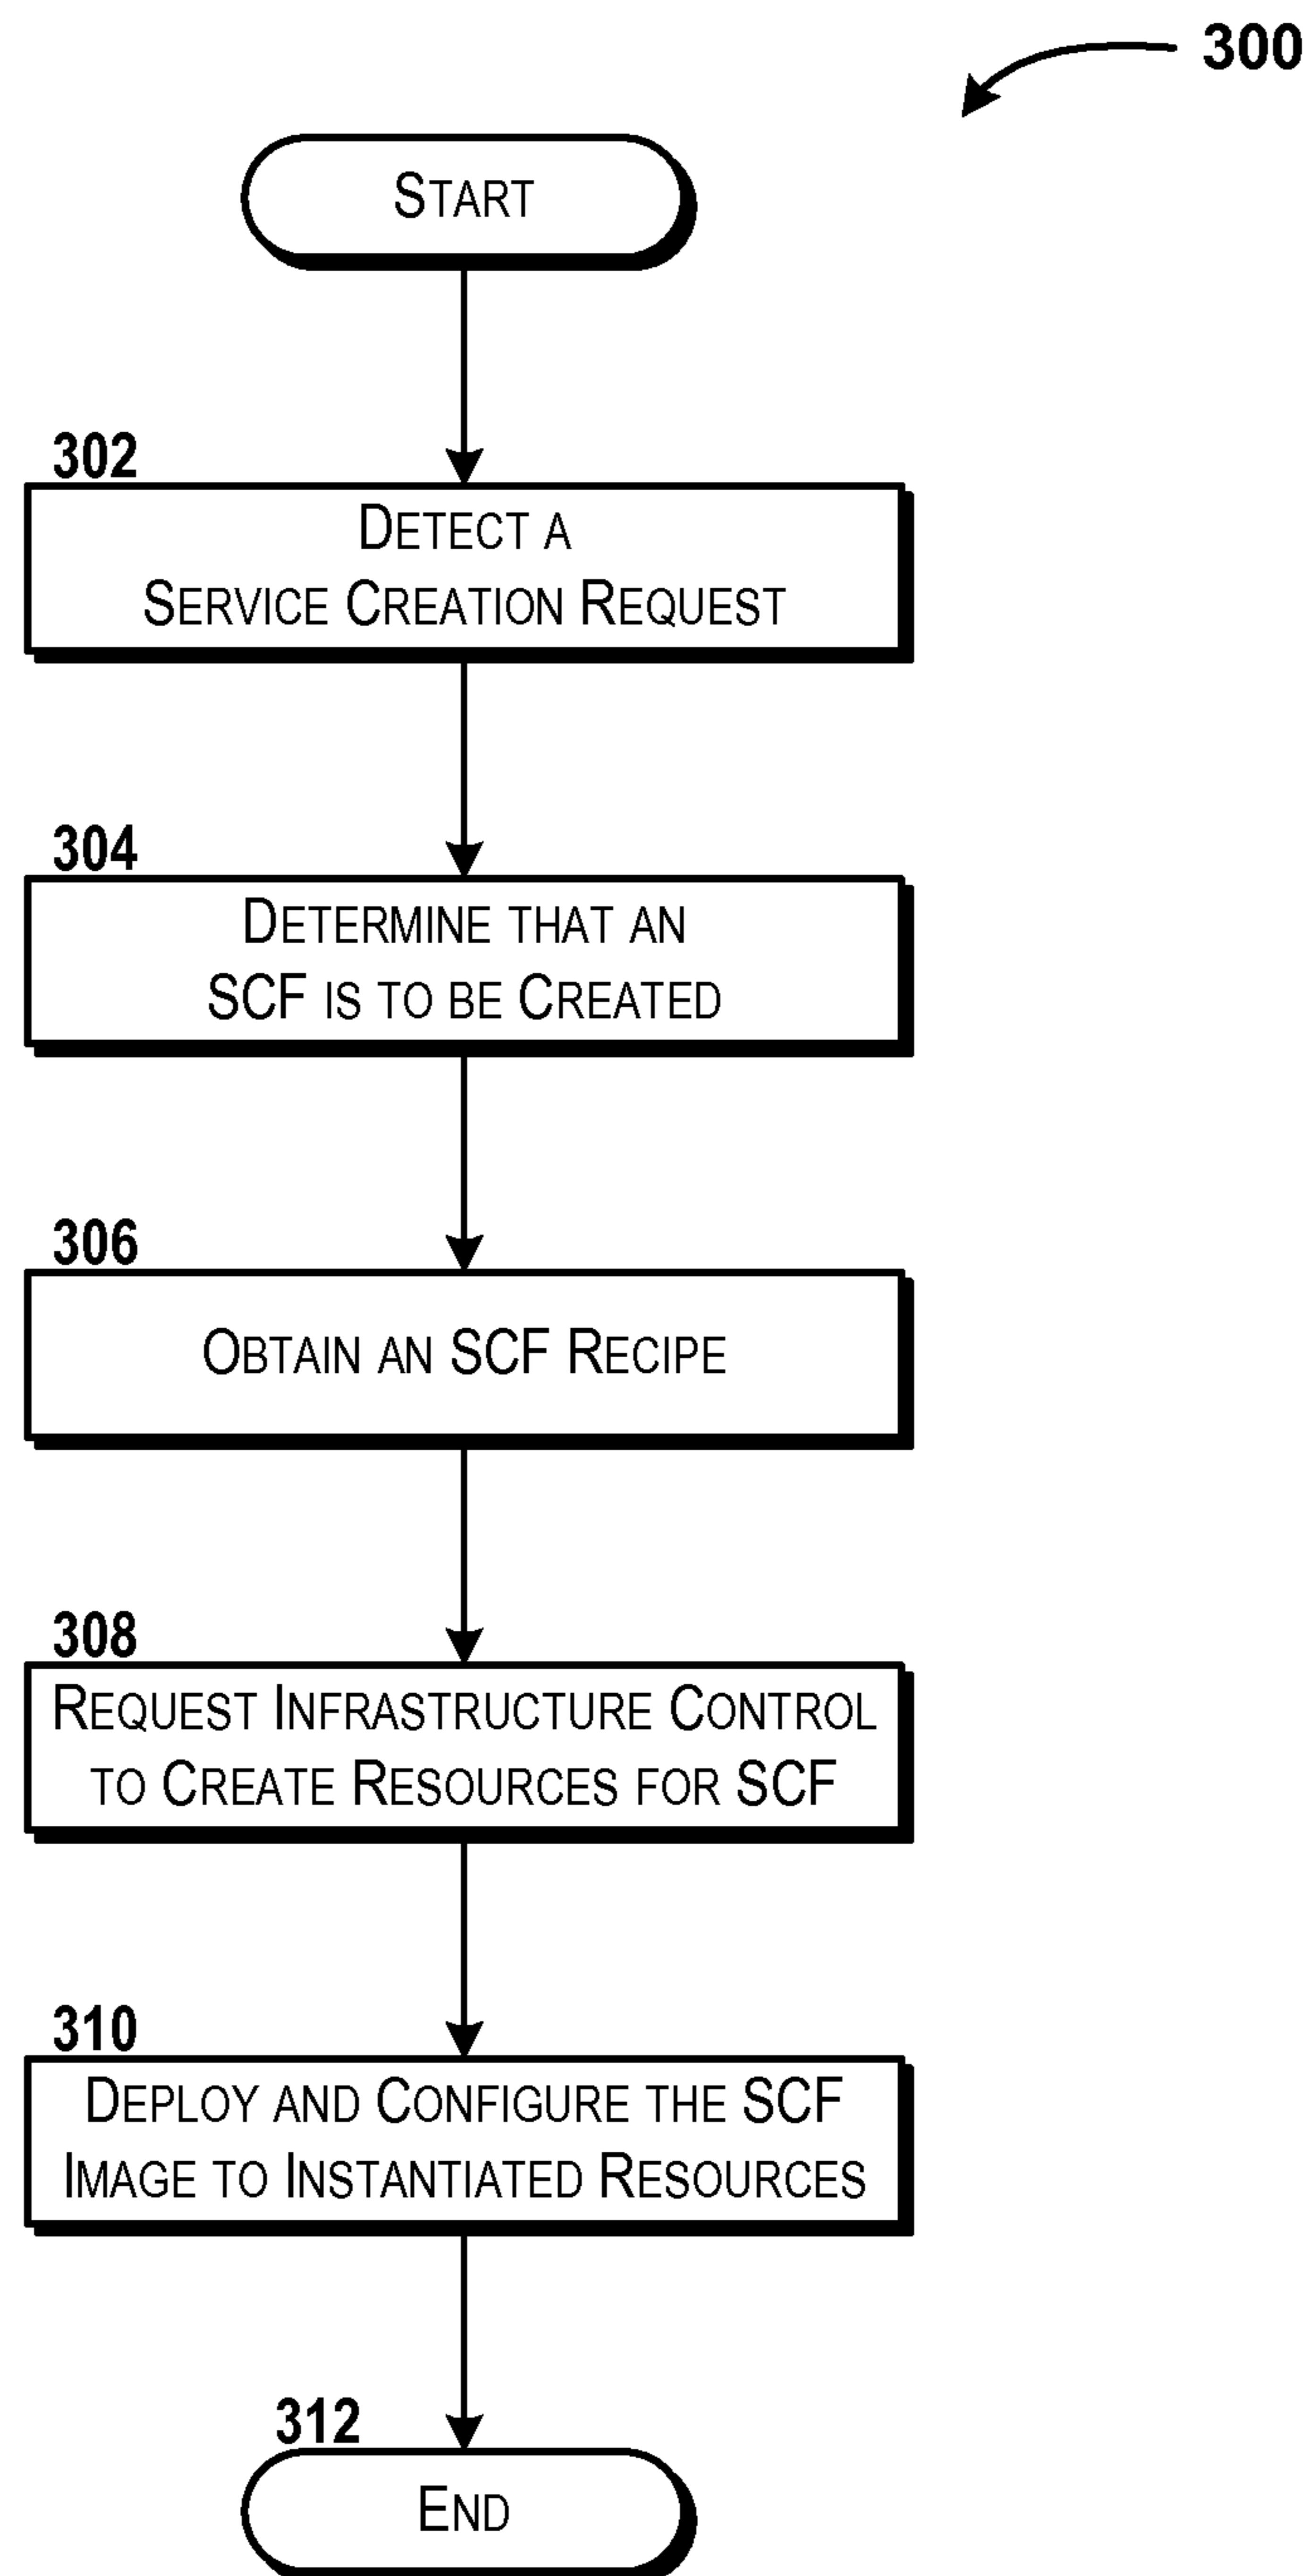 300
START
302
DETECT A
SERVICE CREATION REQUEST
304
DETERMINE THAT AN
SCF IS TO BE CREATED
306
OBTAIN AN SCF RECIPE
308
REQUEST INFRASTRUCTURE CONTROL
TO CREATE RESOURCES FOR SCF
310
DEPLOY AND CONFIGURE THE SCF
IMAGE TO INSTANTIATED RESOURCES
312
END